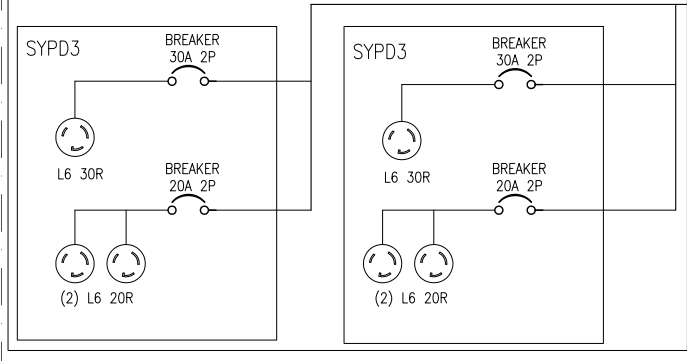 SYPD3
BREAKER
30A 2P
L6 30R
BREAKER
20A 2P
(2) L6 20R
SYPD3
BREAKER
30A 2P
L6 30R
BREAKER
20A 2P
(2) L6 20R